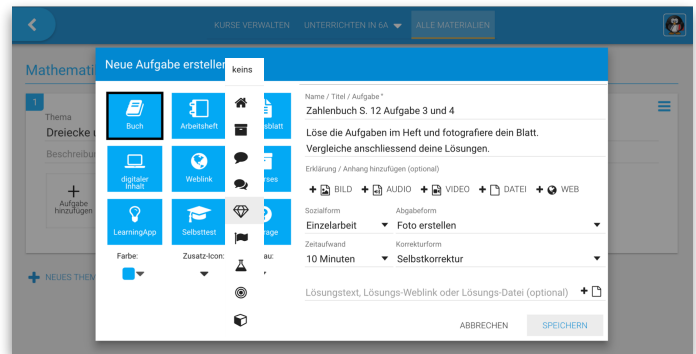 KURSE VERWALTEN
UNTERRICHTEN IN 6A
ALLE MATERIALIEN
Mathemati
1
Thema
Dreiecke u
Beschreibun
Aufgabe
hinzufügen
NEUES THEM
Neue Aufgabe erstellen
keins
Buch
Arbeitsheft
sblatt
digitaler
Inhalt
Weblink
rses
LearningApp
Selbsttest
rage
Farbe:
Zusatz-Icon:
au:
Name / Titel / Aufgabe*
Zahlenbuch S. 12 Aufgabe 3 und 4
Löse die Aufgaben im Heft und fotografiere dein Blatt.
Vergleiche anschliessend deine Lösungen.
Erklärung / Anhang hinzufügen (optional)
+ BILD + AUDIO + VIDEO + DATEI + WEB
Sozialform
Abgabeform
Einzelarbeit
Foto erstellen
Zeitaufwand
Korrekturform
10 Minuten
Selbstkorrektur
Lösungstext, Lösungs-Weblink oder Lösungs-Datei (optional) +
ABBRECHEN
SPEICHERN